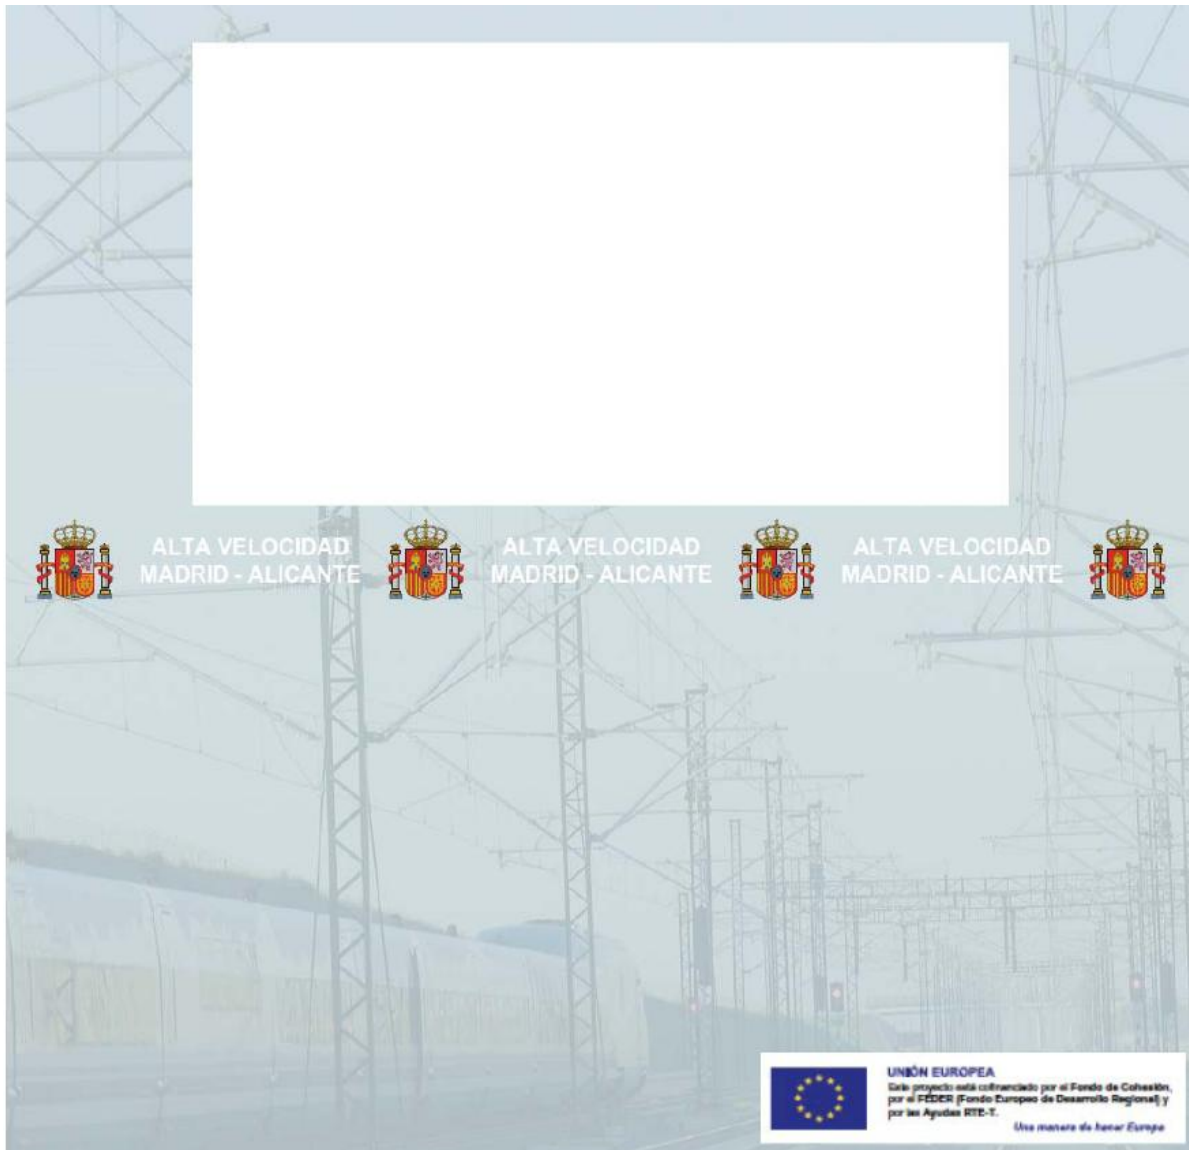 ALTA VELOCIDAD
MADRID - ALICANTE
ALTA VELOCIDAD
MADRID - ALICANTE
ALTA VELOCIDAD
MADRID - ALICANTE
UNIÓN EUROPEA
Este proyecto está cofinanciado por el Fondo de Cohesión,
por el FEDER (Fondo Europeo de Desarrollo Regional) y
por las Ayudas RTE-T.
Una manera de hacer Europa